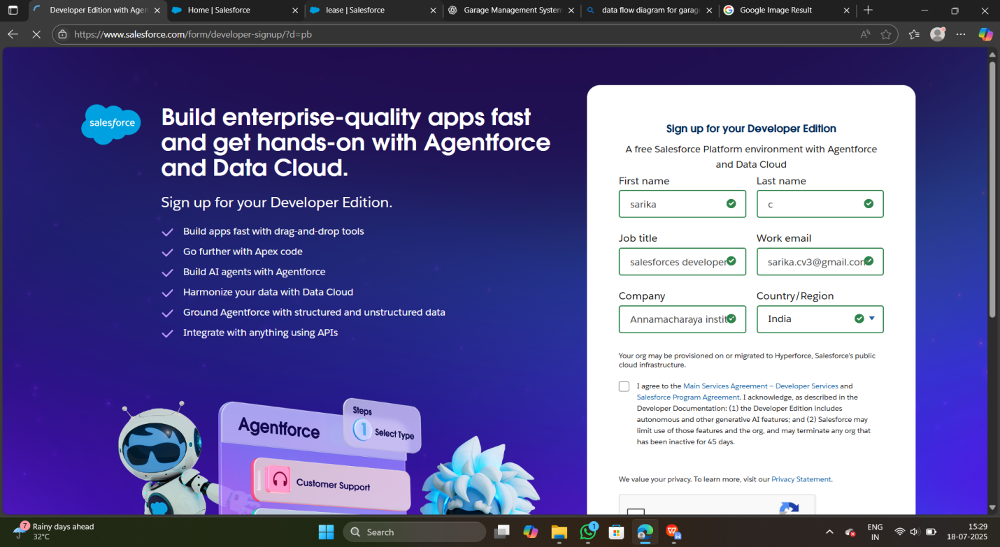 Developer Edition with Agen
Home | Salesforce
lease | Salesforce
Garage Management System
data flow diagram for garag
Google Image Result
https://www.salesforce.com/form/developer-signup/?d=pb
salesforce
Build enterprise-quality apps fast
and get hands-on with Agentforce
and Data Cloud.
Sign up for your Developer Edition.
Build apps fast with drag-and-drop tools
Go further with Apex code
Build AI agents with Agentforce
Harmonize your data with Data Cloud
Ground Agentforce with structured and unstructured data
Integrate with anything using APIs
Agentforce
Steps
1 Select Type
Customer Support
Sign up for your Developer Edition
A free Salesforce Platform environment with Agentforce
and Data Cloud
First name Last name
sarika c
Job title Work email
salesforces developer sarika.cv3@gmail.con
Company Country/Region
Annamacharaya instit India
Your org may be provisioned on or migrated to Hyperforce, Salesforce's public
cloud infrastructure.
I agree to the Main Services Agreement – Developer Services and
Salesforce Program Agreement. I acknowledge, as described in the
Developer Documentation: (1) the Developer Edition includes
autonomous and other generative AI features; and (2) Salesforce may
limit use of those features and the org, and may terminate any org that
has been inactive for 45 days.
We value your privacy. To learn more, visit our Privacy Statement.
7 Rainy days ahead
32°C
Search
1
ENG
IN
15:29
18-07-2025